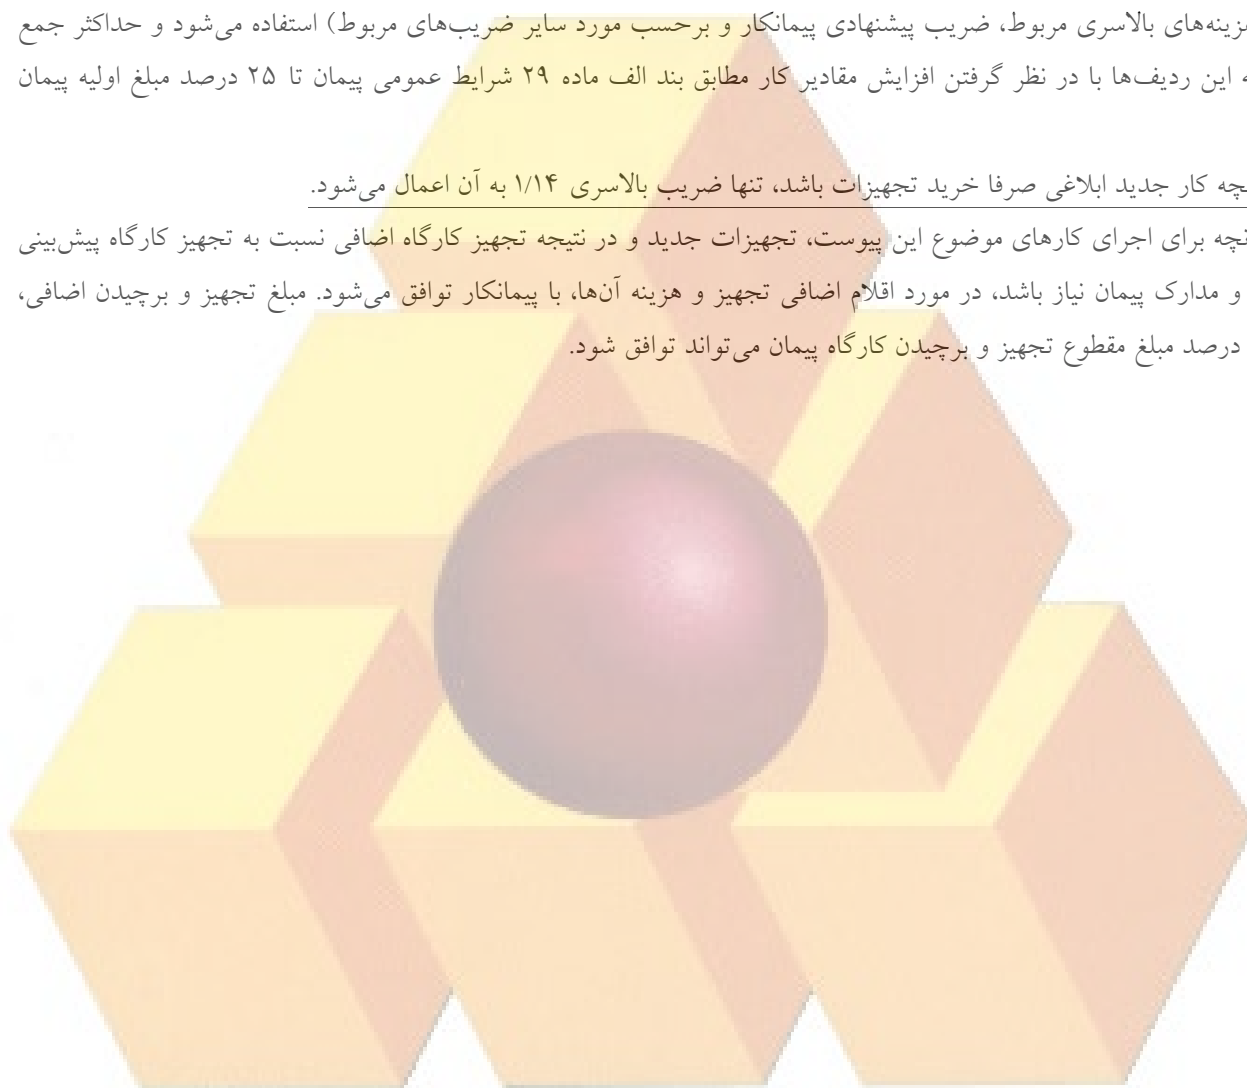 زینه‌های بالاسری مربوط، ضریب پیشنهادی پیمانکار و برحسب مورد سایر ضریب‌های مربوط) استفاده می‌شود و حداکثر جمع
ه این ردیف‌ها با در نظر گرفتن افزایش مقادیر کار مطابق بند الف ماده ۲۹ شرایط عمومی پیمان تا ۲۵ درصد مبلغ اولیه پیمان
چه کار جدید ابلاغی صرفا خرید تجهیزات باشد، تنها ضریب بالاسری ۱/۱۴ به آن اعمال می‌شود.
نچه برای اجرای کارهای موضوع این پیوست، تجهیزات جدید و در نتیجه تجهیز کارگاه اضافی نسبت به تجهیز کارگاه پیش‌بینی
و مدارک پیمان نیاز باشد، در مورد اقلام اضافی تجهیز و هزینه آن‌ها، با پیمانکار توافق می‌شود. مبلغ تجهیز و برچیدن اضافی،
درصد مبلغ مقطوع تجهیز و برچیدن کارگاه پیمان می‌تواند توافق شود.